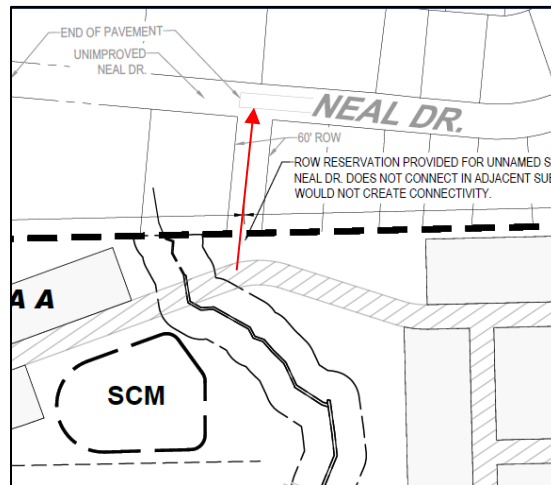 END OF PAVEMENT
UNIMPROVED
NEAL DR.
NEAL DR.
60' ROW
ROW RESERVATION PROVIDED FOR UNNAMED S
NEAL DR. DOES NOT CONNECT IN ADJACENT SUB
WOULD NOT CREATE CONNECTIVITY.
A A
SCM